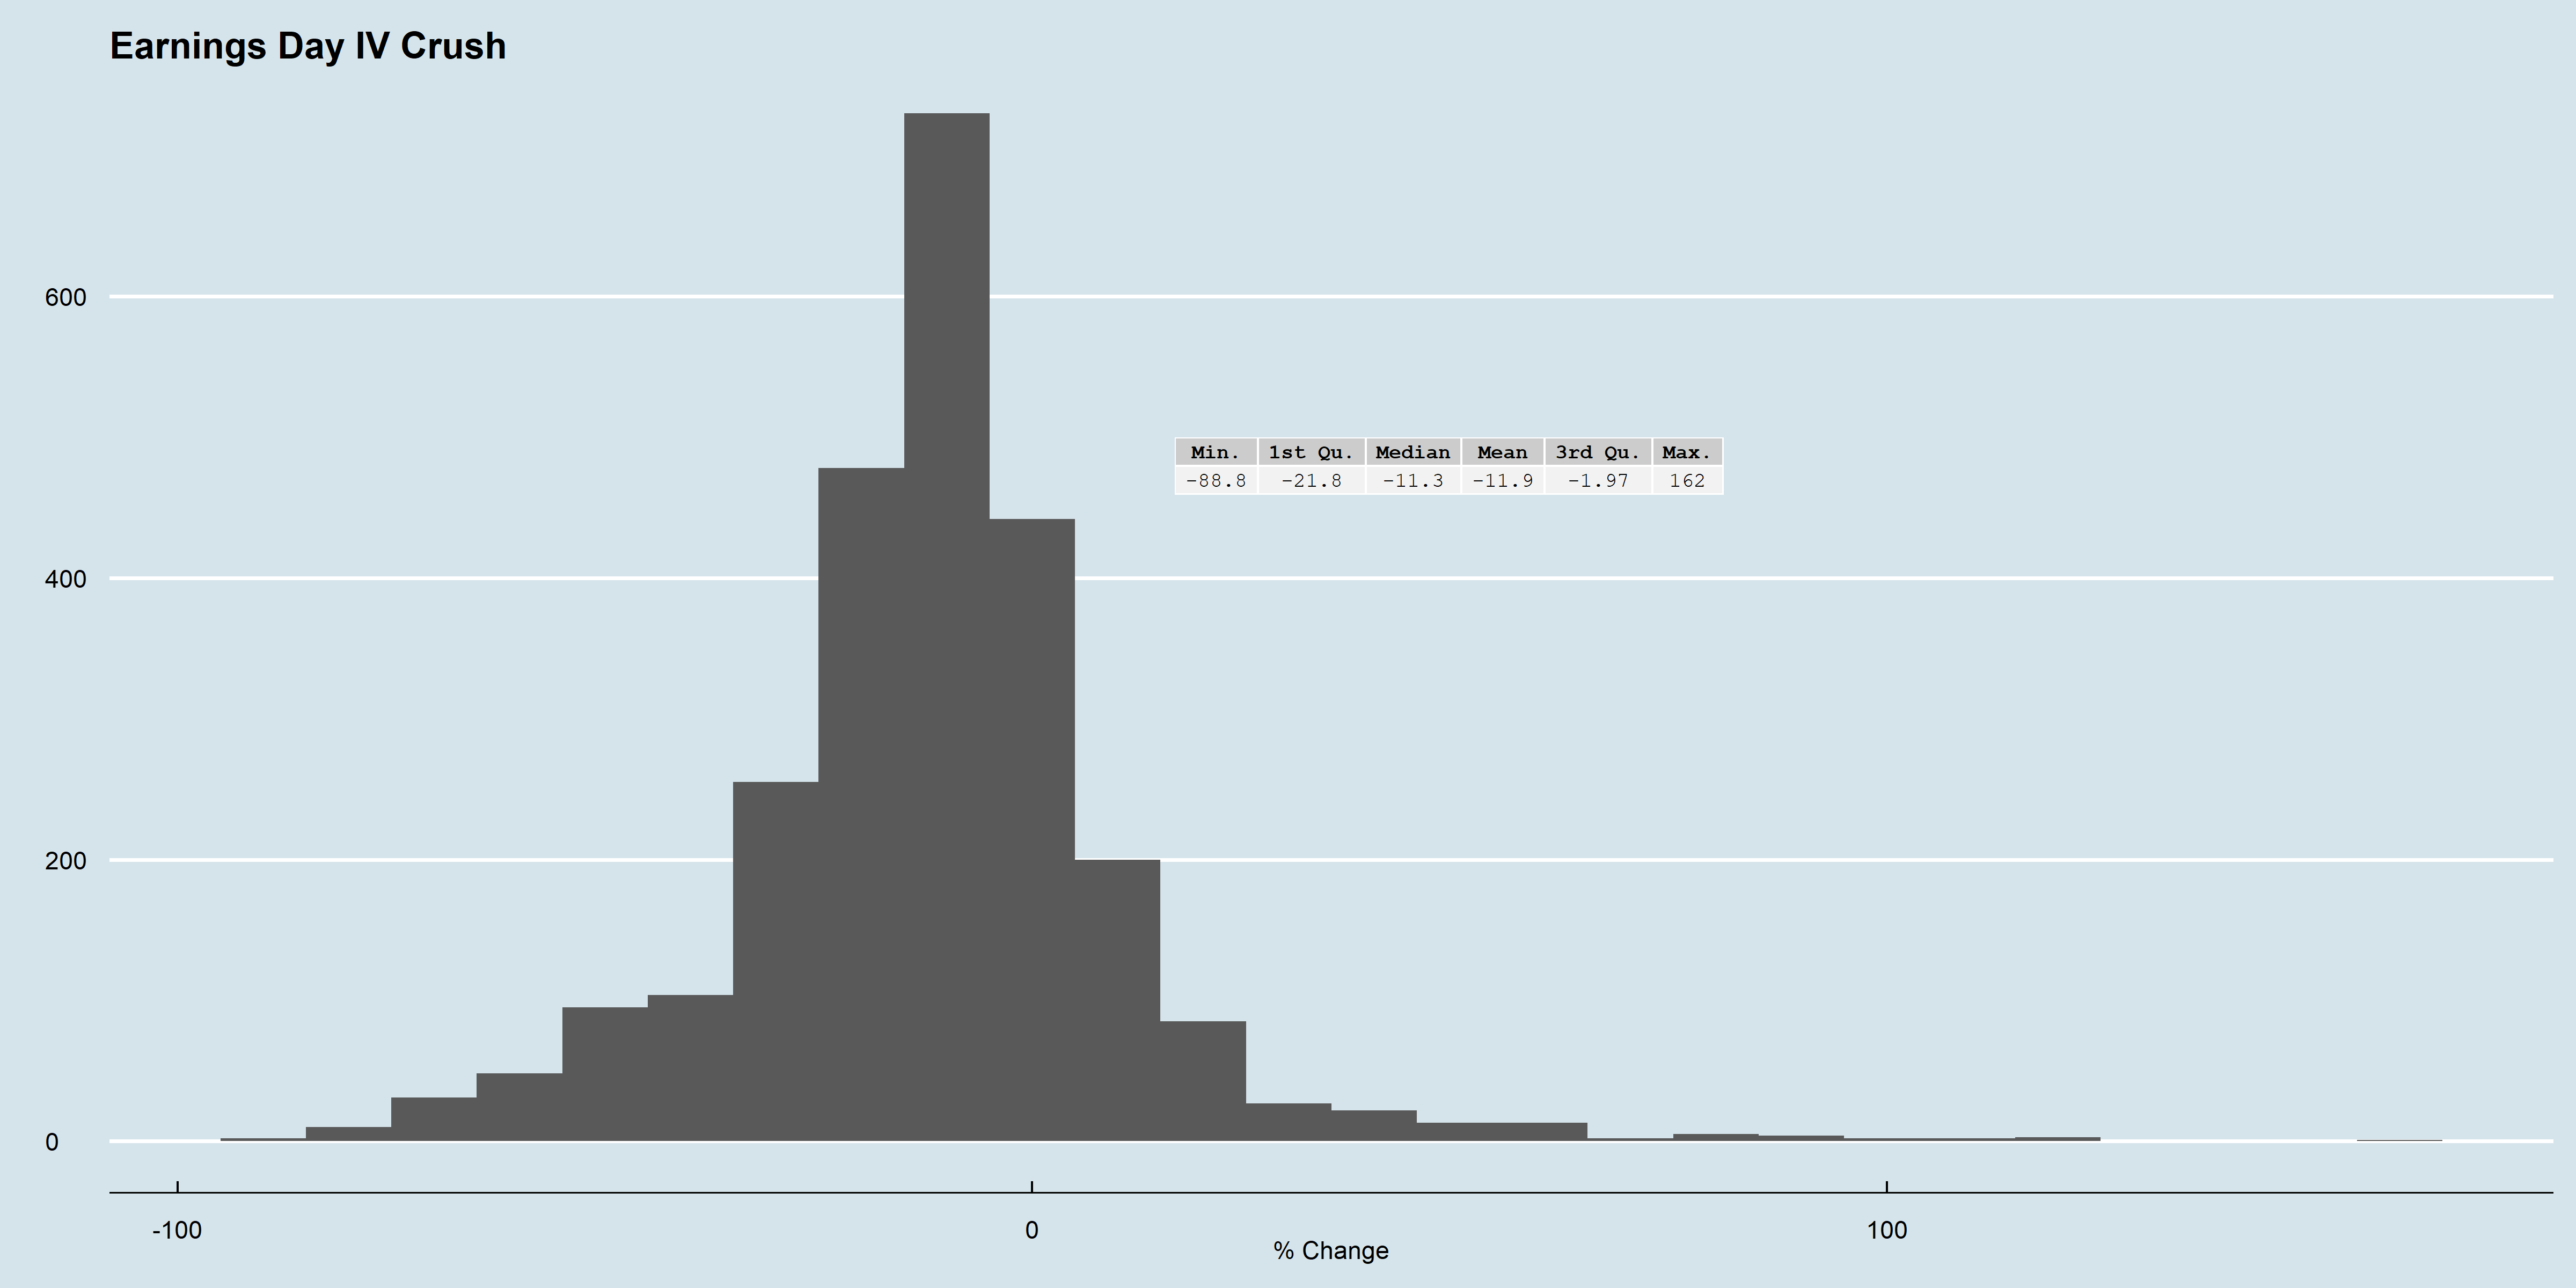 Earnings Day IV Crush
600
Min. 1st Qu. Median Mean 3rd Qu. Max.
-88.8 -21.8 -11.3 -11.9 -1.97 162
400
200
0
-100 0 100
% Change